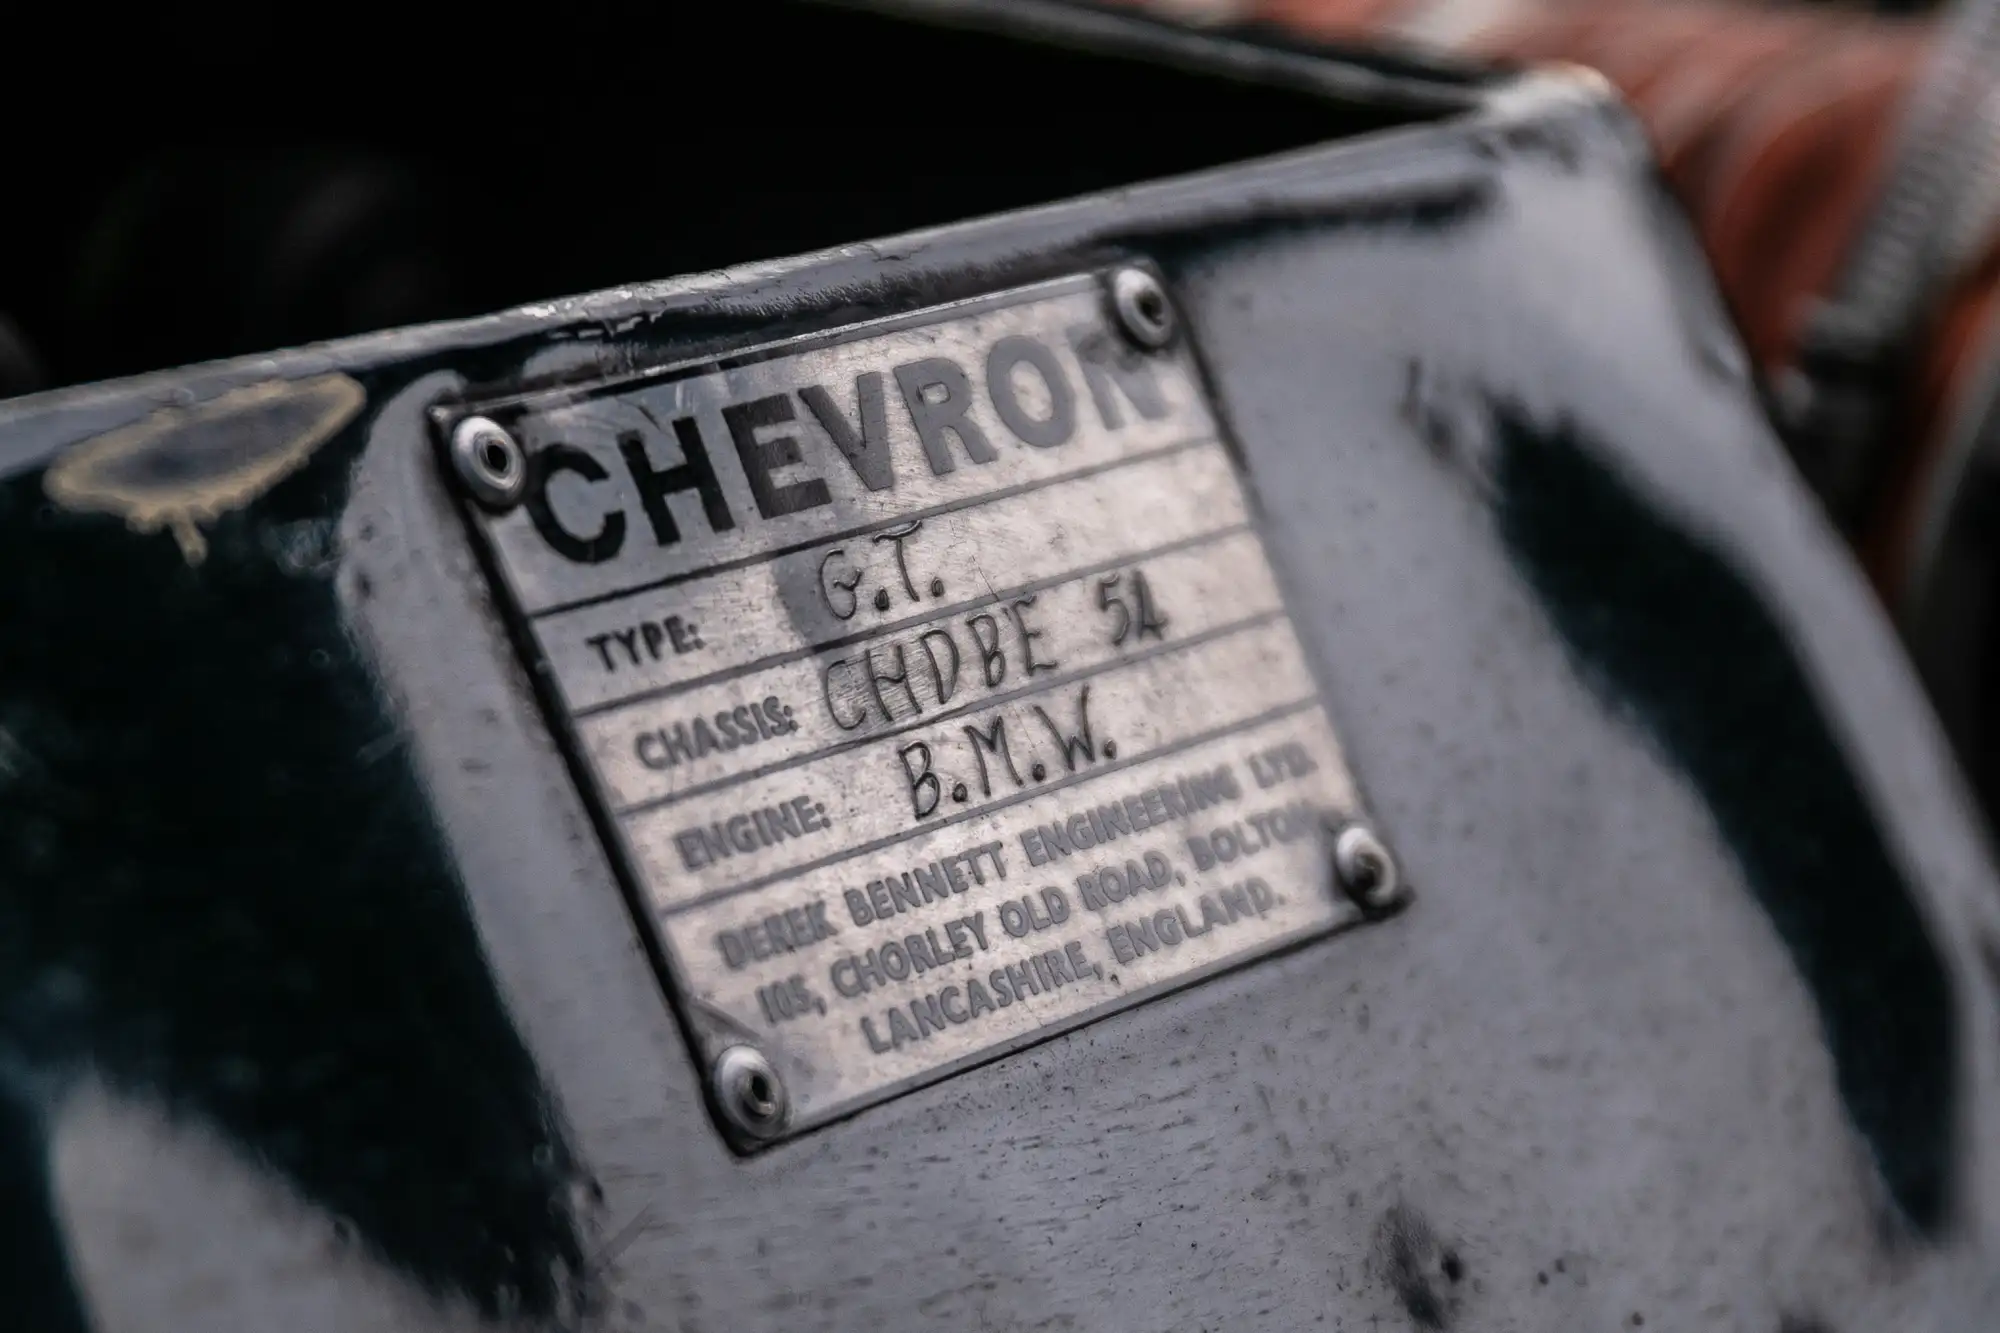 CHEVRON
TYPE: G.T.
CHASSIS: CHDBE 54
ENGINE: B.M.W.
DEREK BENNETT ENGINEERING LTD.
105, CHORLEY OLD ROAD, BOLTON
LANCASHIRE, ENGLAND.